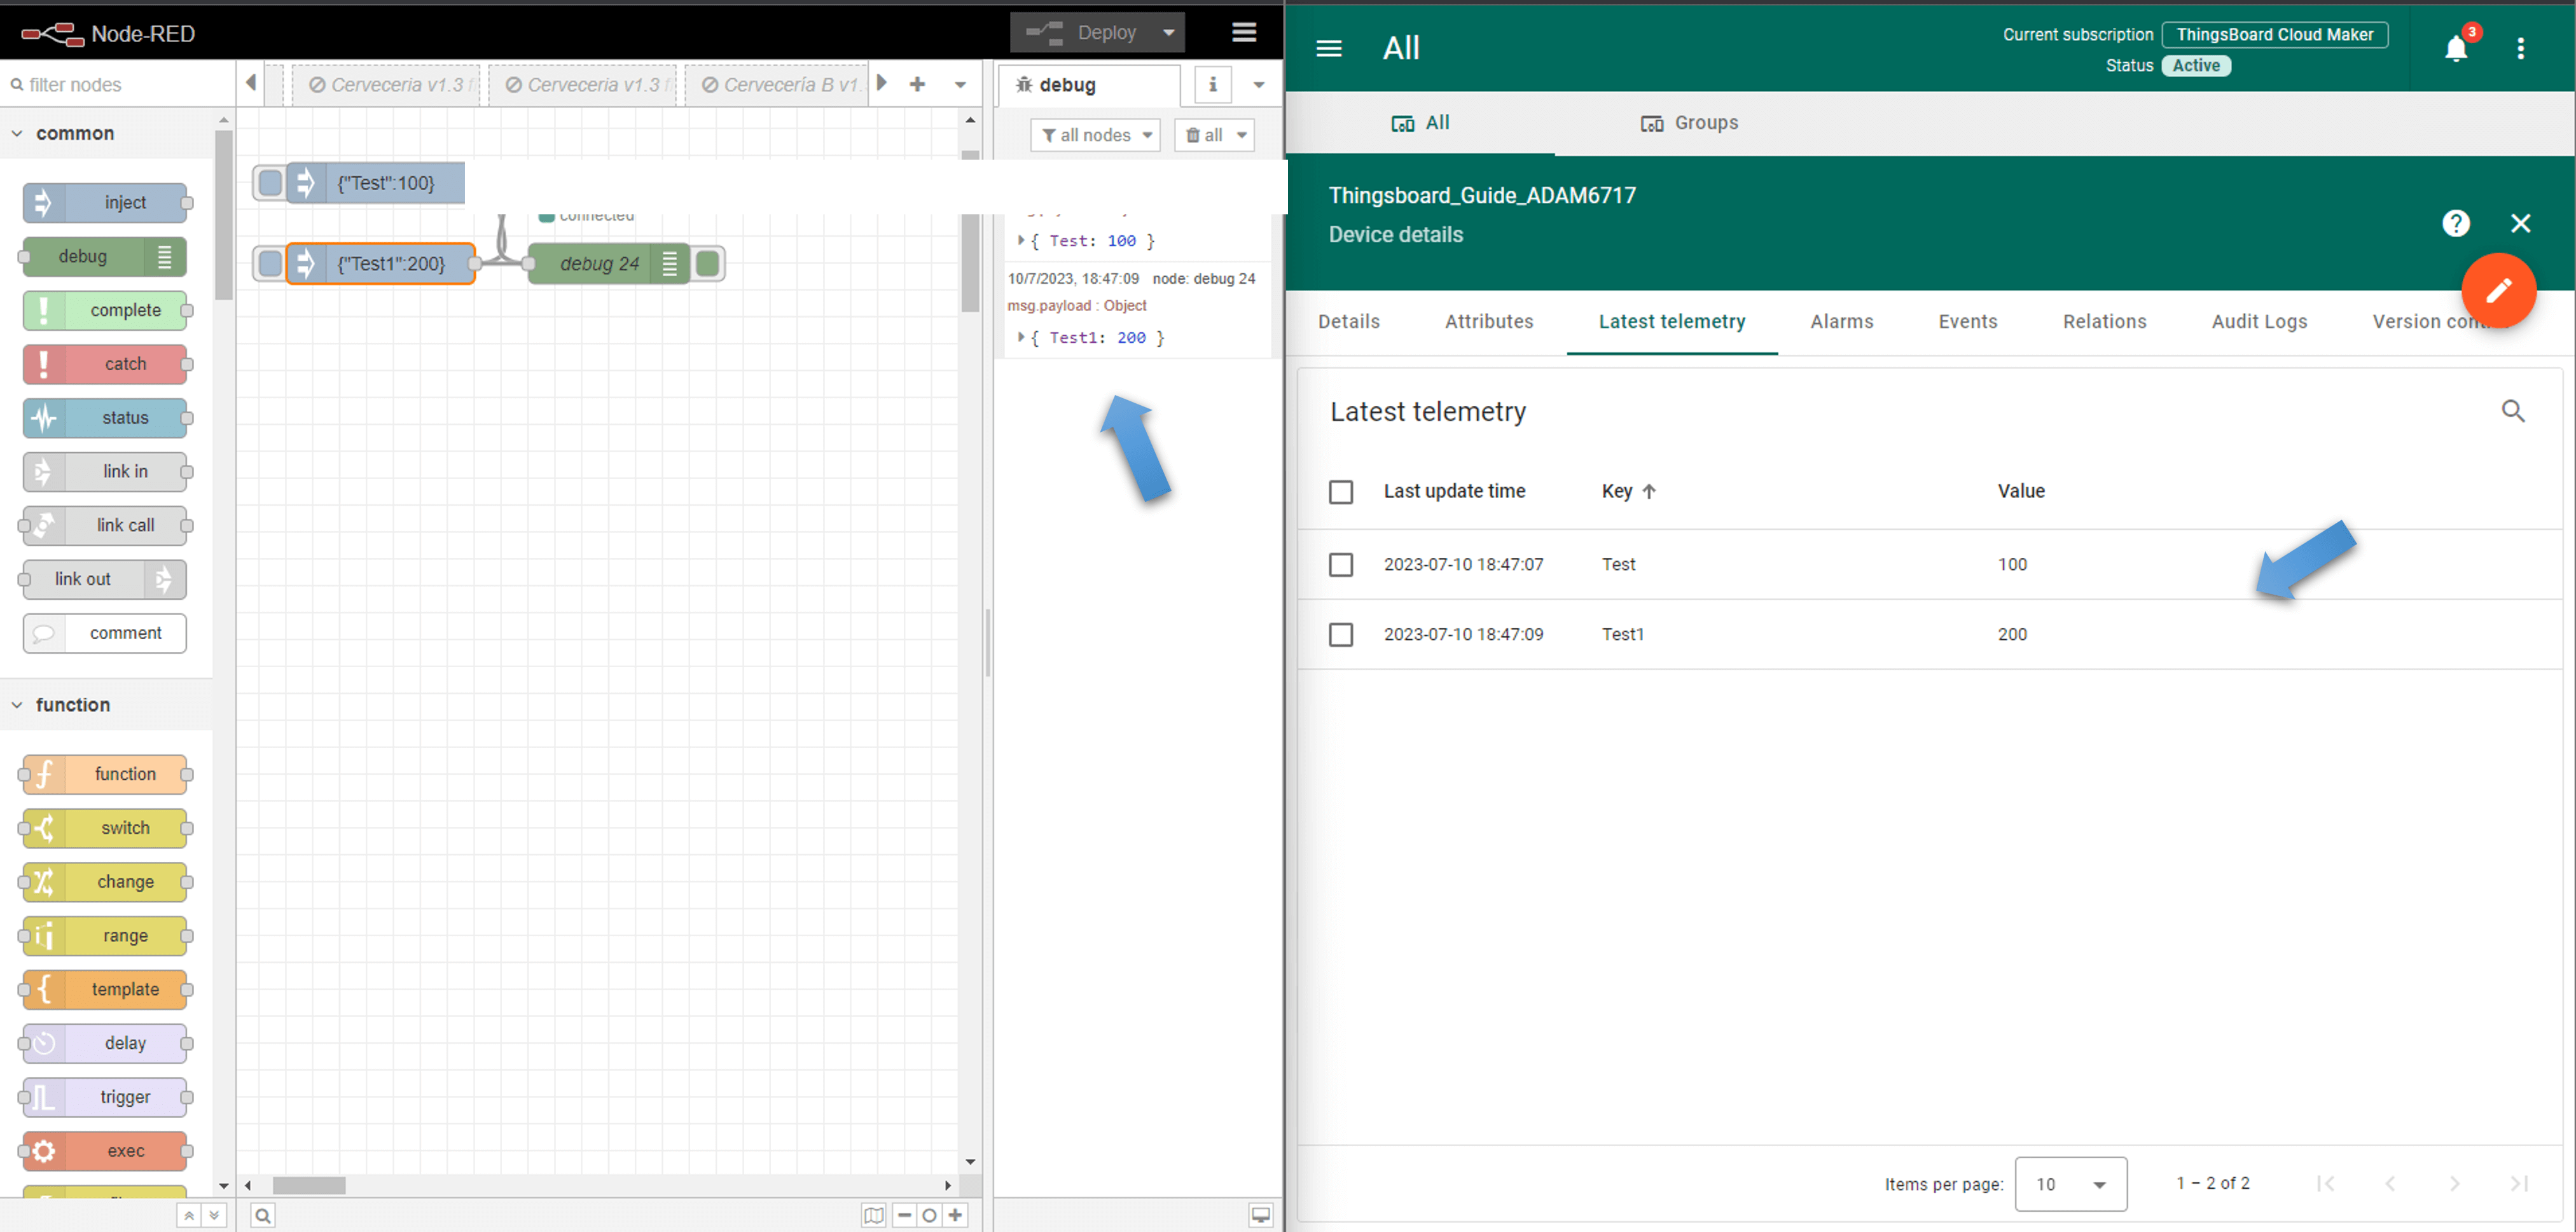 Node-RED
Deploy
filter nodes
Cerveceria v1.3 f
Cerveceria v1.3 f
Cervecería B v1.
debug
all nodes
all
common
inject
debug
complete
catch
status
link in
link call
link out
comment
function
function
switch
change
range
template
delay
trigger
exec
{"Test":100}
connected
{"Test1":200}
debug 24
{ Test: 100 }
10/7/2023, 18:47:09 node: debug 24
msg.payload : Object
{ Test1: 200 }
All
Current subscription ThingsBoard Cloud Maker
Status Active
3
All Groups
Thingsboard_Guide_ADAM6717
Device details
Details Attributes Latest telemetry Alarms Events Relations Audit Logs Version cont
Latest telemetry
Last update time Key Value
2023-07-10 18:47:07 Test 100
2023-07-10 18:47:09 Test1 200
Items per page: 10 1 – 2 of 2